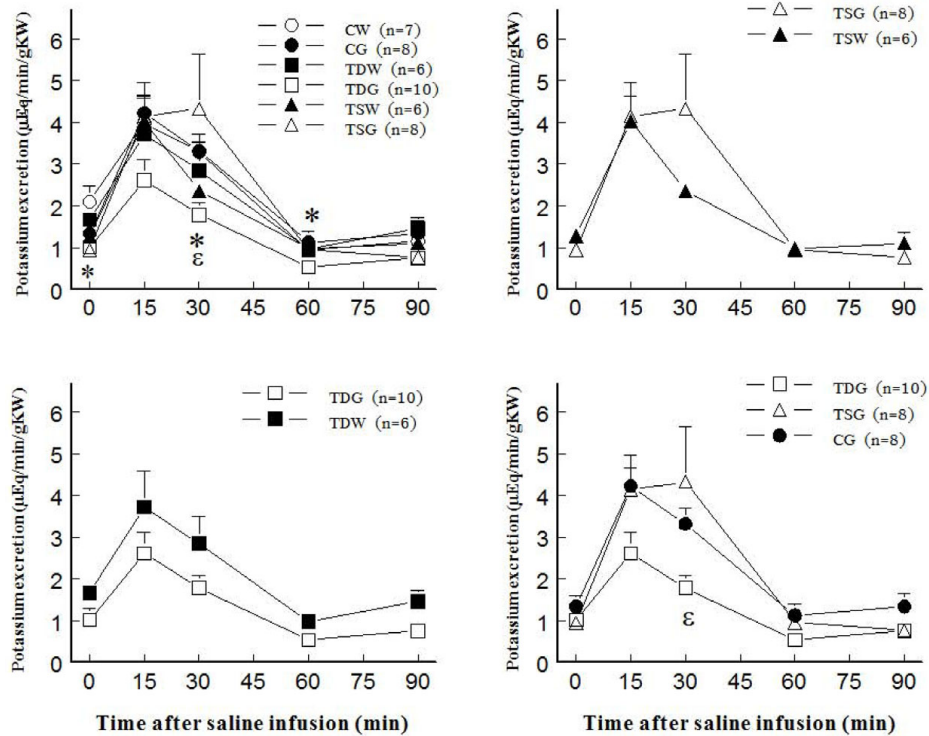 Potassium excretion (µEq/min/gKW)
6
5
4
3
2
1
0
CW (n=7)
CG (n=8)
TDW (n=6)
TDG (n=10)
TSW (n=6)
TSG (n=8)
*
*
ε
*
0 15 30 45 60 75 90
Potassium excretion (µEq/min/gKW)
6
5
4
3
2
1
0
TSG (n=8)
TSW (n=6)
0 15 30 45 60 75 90
Potassium excretion (µEq/min/gKW)
6
5
4
3
2
1
0
TDG (n=10)
TDW (n=6)
0 15 30 45 60 75 90
Time after saline infusion (min)
Potassium excretion (µEq/min/gKW)
6
5
4
3
2
1
0
TDG (n=10)
TSG (n=8)
CG (n=8)
ε
0 15 30 45 60 75 90
Time after saline infusion (min)